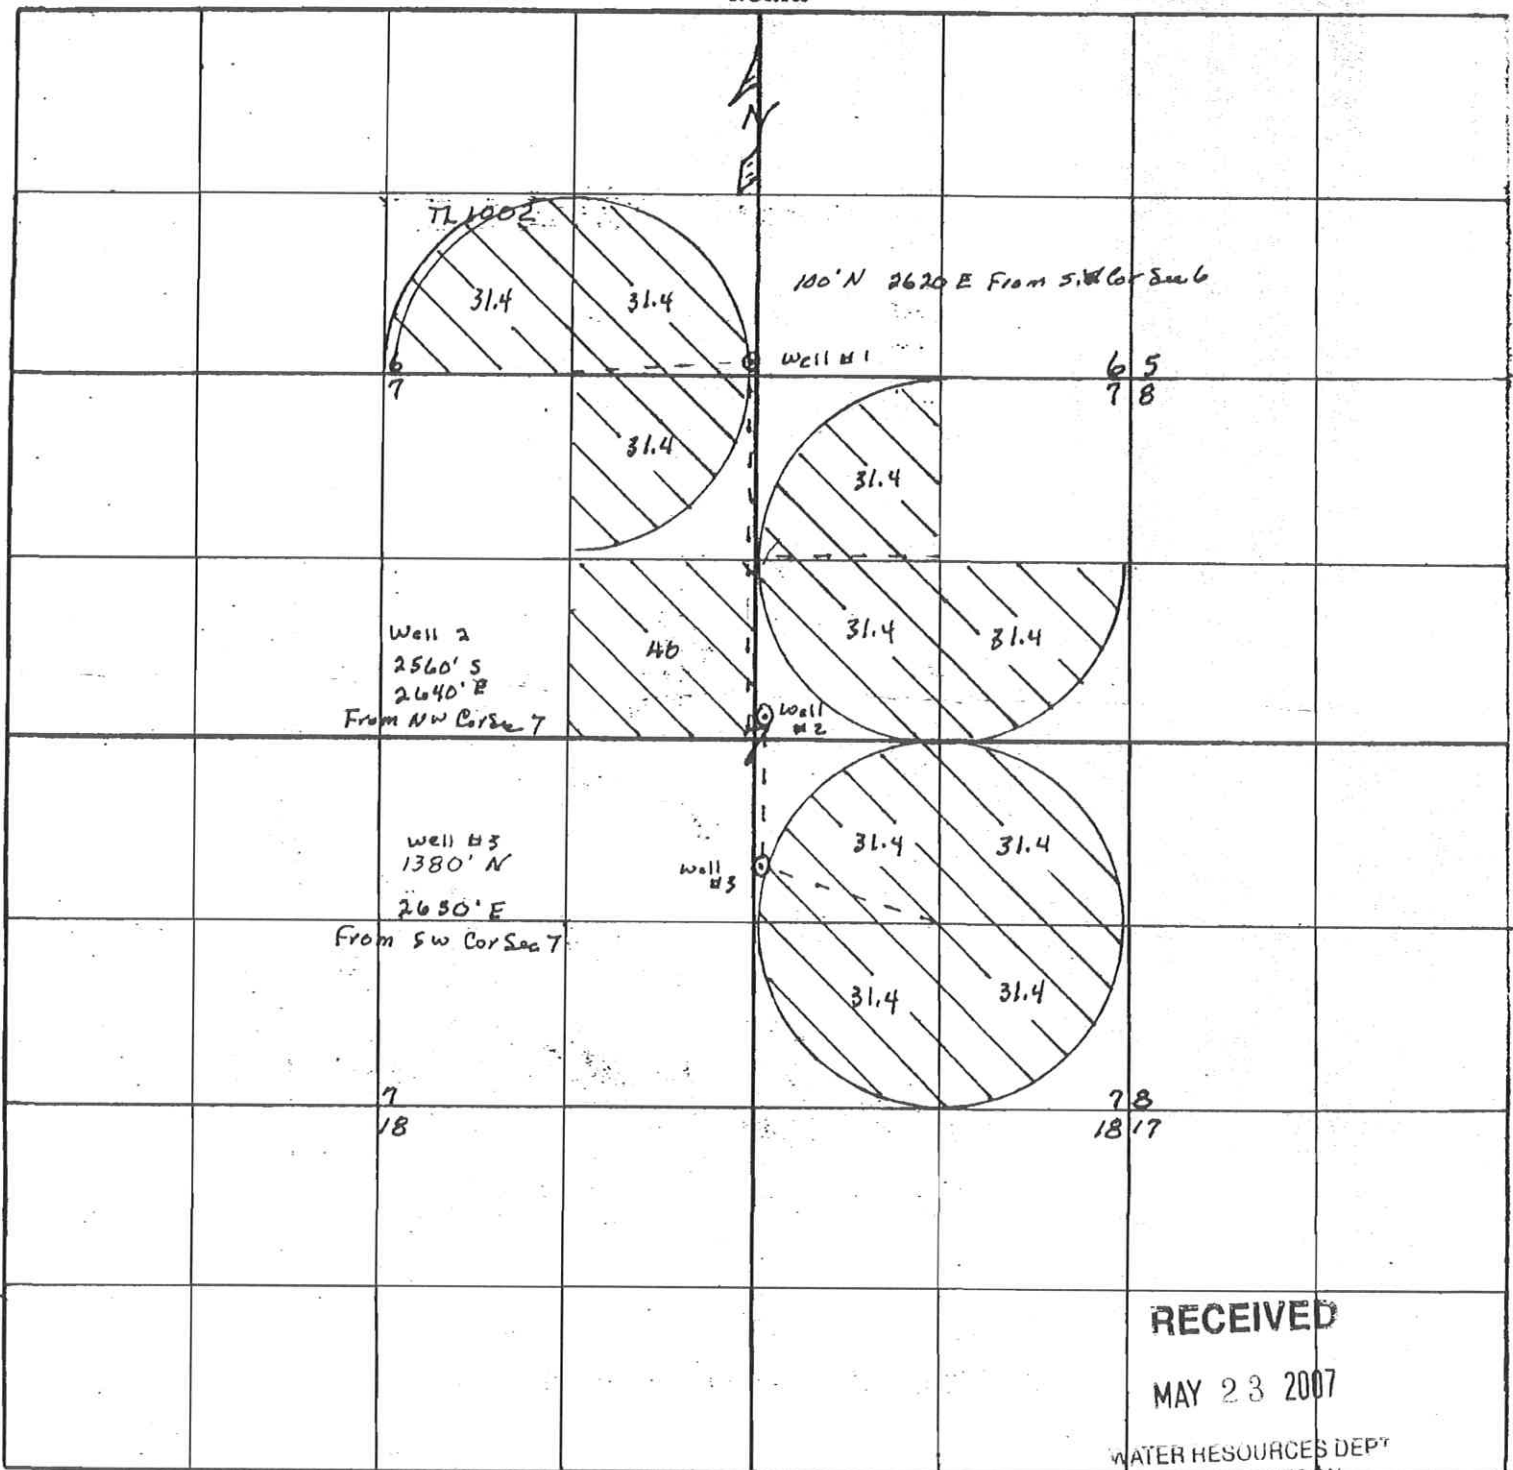 N
TL 1002
100'N 2620 E From S. Cor Sec 6
31.4 31.4
Well #1
6
7
6 5
7 8
31.4
31.4
31.4
31.4
40
Well 2
2560' S
2640' E
From NW Cor Sec 7
Well
#2
Well #3
1380' N
2630' E
From SW Cor Sec 7
Well
#3
31.4
31.4
31.4
31.4
7
18
7 8
18 17
RECEIVED
MAY 23 2007
WATER RESOURCES DEPT